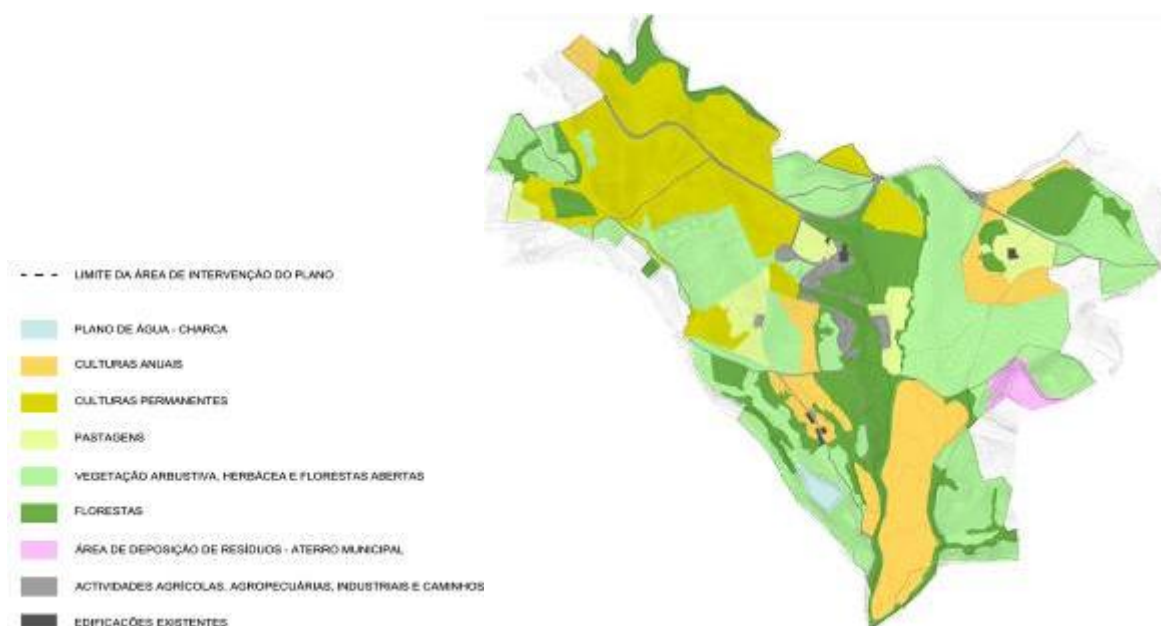 LIMITE DA ÁREA DE INTERVENÇÃO DO PLANO
PLANO DE ÁGUA - CHARCA
CULTURAS ANUAIS
CULTURAS PERMANENTES
PASTAGENS
VEGETAÇÃO ARBUSTIVA, HERBÁCEA E FLORESTAS ABERTAS
FLORESTAS
ÁREA DE DEPOSIÇÃO DE RESÍDUOS - ATERRO MUNICIPAL
ACTIVIDADES AGRÍCOLAS, AGROPECUÁRIAS, INDUSTRIAIS E CAMINHOS
EDIFICAÇÕES EXISTENTES